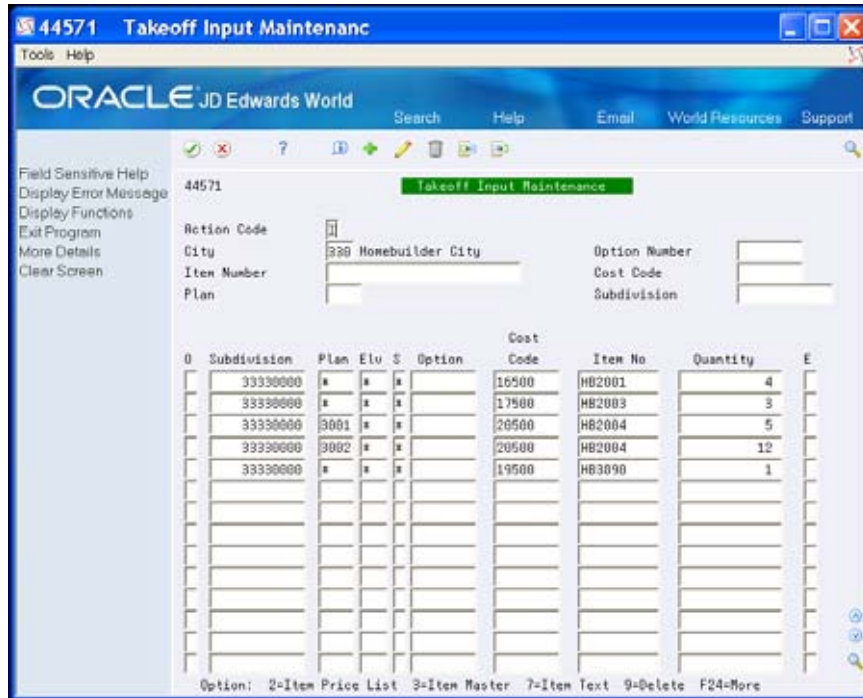 44571 Takeoff Input Maintenanc
Tools Help
ORACLE JD Edwards World
Search Help Email World Resources Support
Field Sensitive Help
Display Error Message
Display Functions
Exit Program
More Details
Clear Screen
44571 Takeoff Input Maintenance
Action Code I
City 330 Homebuilder City Option Number
Item Number Cost Code
Plan Subdivision
Cost
O Subdivision Plan Elv S Option Code Item No Quantity E
33330000 * * * 16500 HB2001 4
33330000 * * * 17500 HB2003 3
33330000 3001 * * 20500 HB2004 5
33330000 3002 * * 20500 HB2004 12
33330000 * * * 19500 HB3090 1
Option: 2=Item Price List 3=Item Master 7=Item Text 9=Delete F24=More